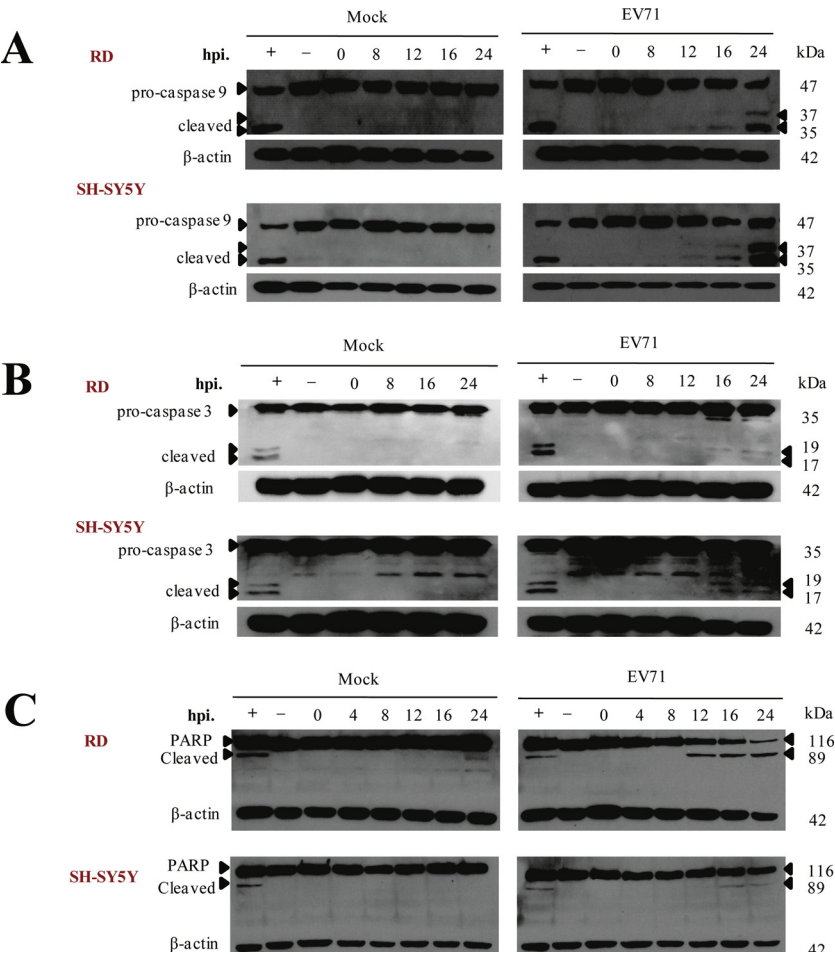 Mock EV71
A RD hpi. + – 0 8 12 16 24 + – 0 8 12 16 24 kDa
pro-caspase 9 47
37
cleaved 35
β-actin 42
SH-SY5Y
pro-caspase 9 47
37
cleaved 35
β-actin 42
Mock EV71
B RD hpi. + – 0 8 16 24 + – 0 8 12 16 24 kDa
pro-caspase 3 35
19
cleaved 17
β-actin 42
SH-SY5Y
pro-caspase 3 35
19
cleaved 17
β-actin 42
Mock EV71
C hpi. + – 0 4 8 12 16 24 + – 0 4 8 12 16 24 kDa
RD PARP 116
Cleaved 89
β-actin 42
PARP 116
SH-SY5Y Cleaved 89
β-actin 42